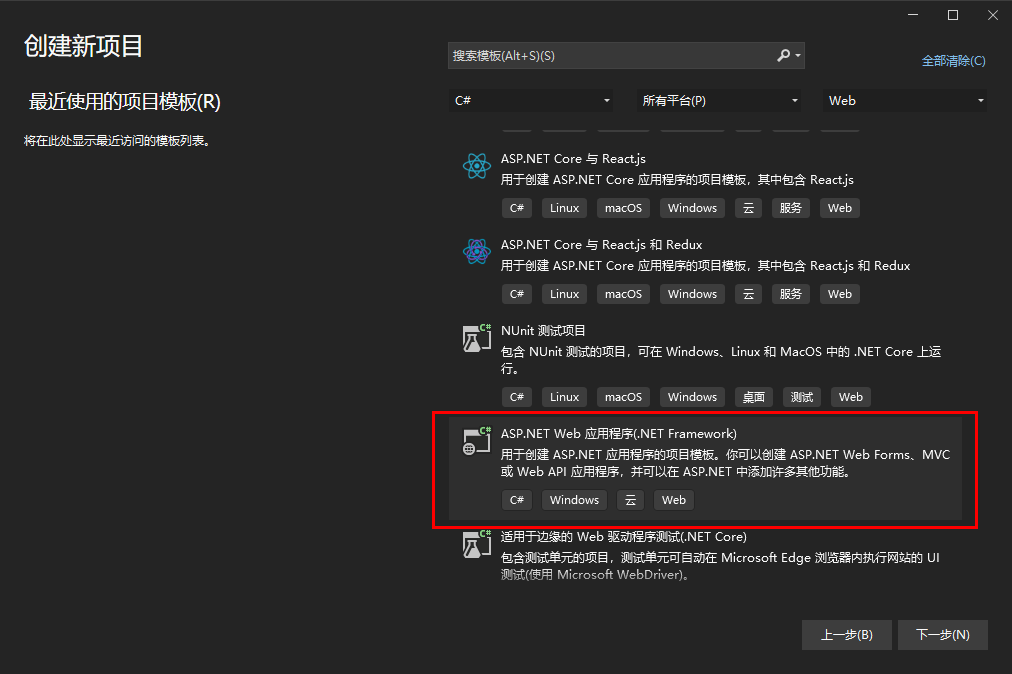 创建新项目
搜索模板(Alt+S)(S)
全部清除(C)
最近使用的项目模板(R)
将在此处显示最近访问的模板列表。
C# 所有平台(P) Web
ASP.NET Core 与 React.js
用于创建 ASP.NET Core 应用程序的项目模板，其中包含 React.js
C# Linux macOS Windows 云 服务 Web
ASP.NET Core 与 React.js 和 Redux
用于创建 ASP.NET Core 应用程序的项目模板，其中包含 React.js 和 Redux
C# Linux macOS Windows 云 服务 Web
NUnit 测试项目
包含 NUnit 测试的项目，可在 Windows、Linux 和 MacOS 中的 .NET Core 上运
行。
C# Linux macOS Windows 桌面 测试 Web
ASP.NET Web 应用程序(.NET Framework)
用于创建 ASP.NET 应用程序的项目模板。你可以创建 ASP.NET Web Forms、MVC
或 Web API 应用程序，并可以在 ASP.NET 中添加许多其他功能。
C# Windows 云 Web
适用于边缘的 Web 驱动程序测试(.NET Core)
包含测试单元的项目，测试单元可自动在 Microsoft Edge 浏览器内执行网站的 UI
测试(使用 Microsoft WebDriver)。
上一步(B) 下一步(N)